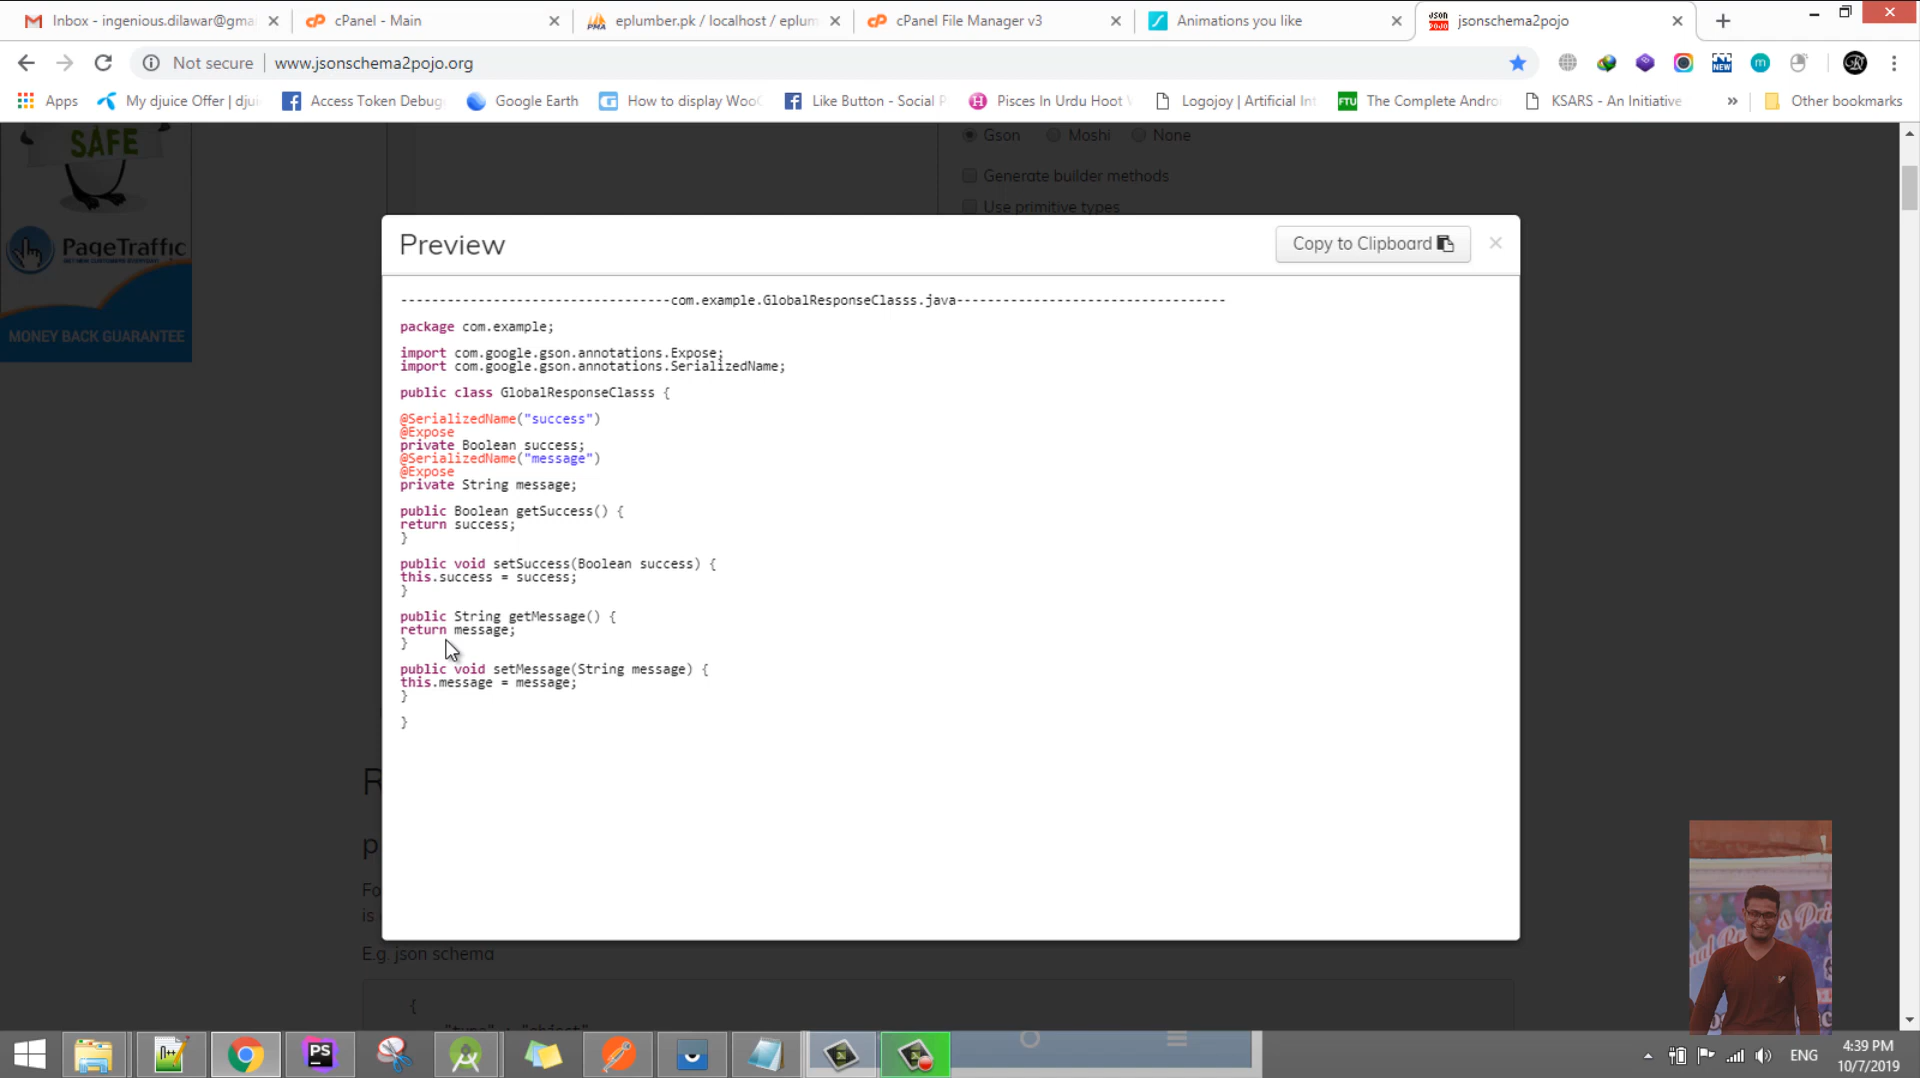 Inbox - ingenious.dilawar@gma
cPanel - Main
eplumber.pk / localhost / eplum
cPanel File Manager v3
Animations you like
jsonschema2pojo
Not secure
www.jsonschema2pojo.org
Apps
My djuice Offer | djui
Access Token Debug
Google Earth
How to display Woo
Like Button - Social P
Pisces In Urdu Hoot
Logojoy | Artificial Int
The Complete Andro
KSARS - An Initiative
»
Other bookmarks
SAFE
PageTraffic
MONEY BACK GUARANTEE
Gson
Moshi
None
Generate builder methods
Use primitive types
Preview
Copy to Clipboard
-----------------------------------com.example.GlobalResponseClasss.java-----------------------------------
package com.example;
import com.google.gson.annotations.Expose;
import com.google.gson.annotations.SerializedName;
public class GlobalResponseClasss {
@SerializedName("success")
@Expose
private Boolean success;
@SerializedName("message")
@Expose
private String message;
public Boolean getSuccess() {
return success;
}
public void setSuccess(Boolean success) {
this.success = success;
}
public String getMessage() {
return message;
}
public void setMessage(String message) {
this.message = message;
}
}
E.g. json schema
{
"type" : "object"
PS
ENG
4:39 PM
10/7/2019